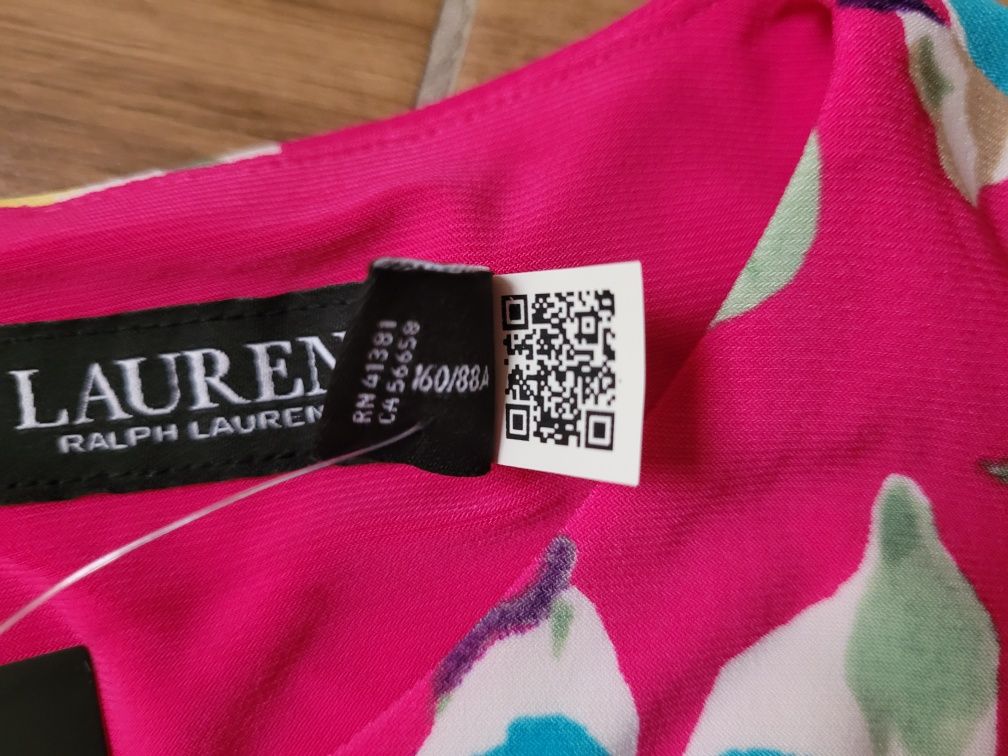 LAUREN
RALPH LAUREN
RN 41381
CA 56658
160/88A